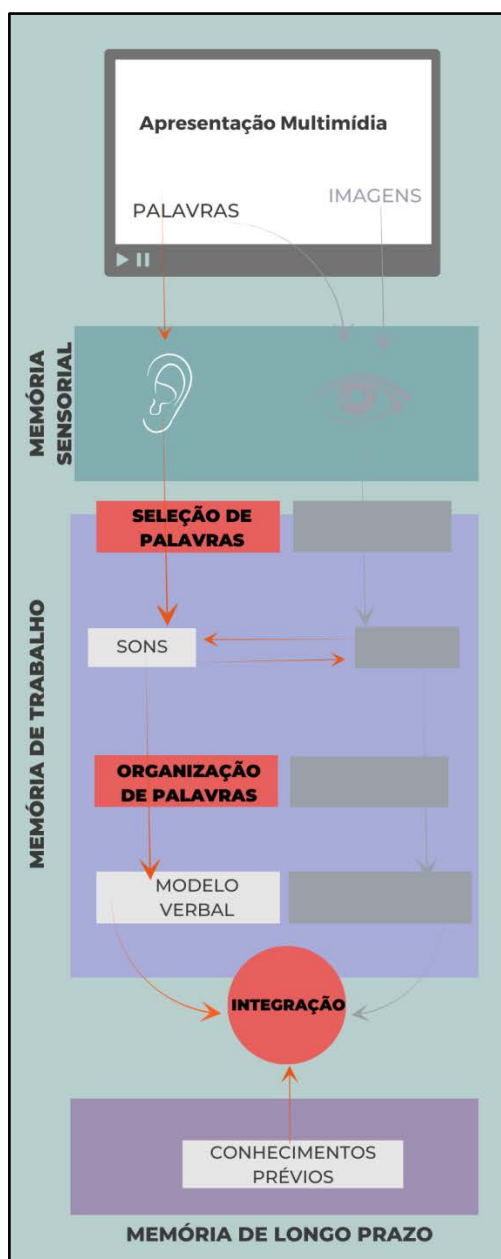 Apresentação Multimídia
IMAGENS
PALAVRAS
MEMÓRIA
SENSORIAL
SELEÇÃO DE
PALAVRAS
SONS
MEMÓRIA DE TRABALHO
ORGANIZAÇÃO
DE PALAVRAS
MODELO
VERBAL
INTEGRAÇÃO
CONHECIMENTOS
PRÉVIOS
MEMÓRIA DE LONGO PRAZO